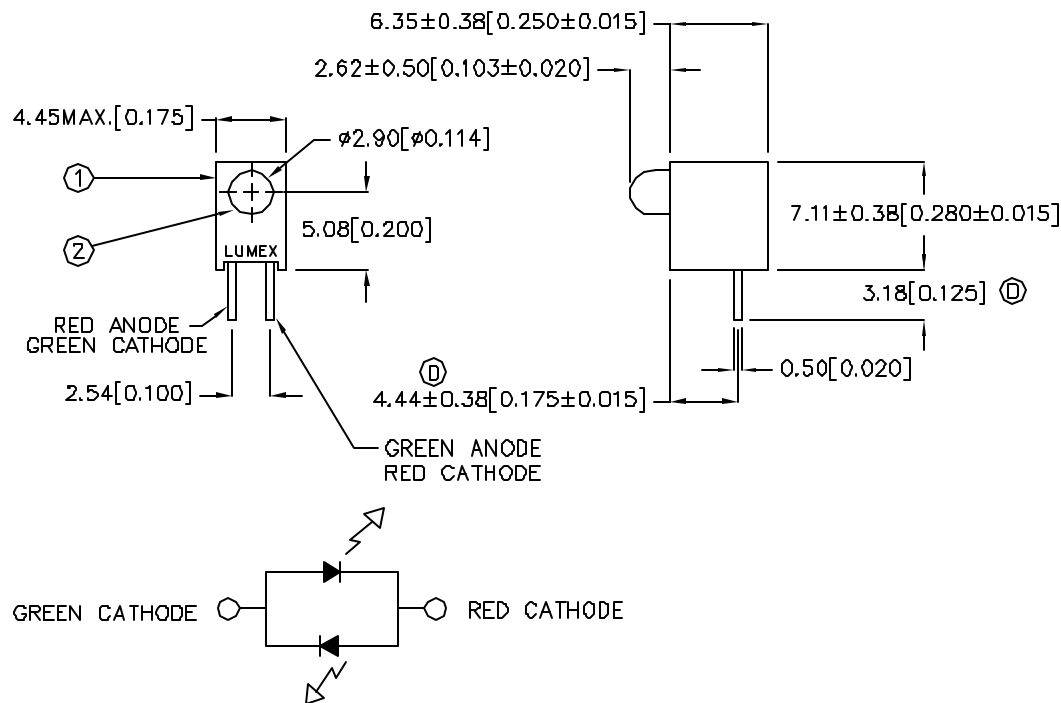 6.35±0.38[0.250±0.015]
2.62±0.50[0.103±0.020]
4.45MAX.[0.175]
ø2.90[ø0.114]
1
7.11±0.38[0.280±0.015]
5.08[0.200]
2
LUMEX
3.18[0.125] D
RED ANODE
GREEN CATHODE
0.50[0.020]
D
2.54[0.100]
4.44±0.38[0.175±0.015]
GREEN ANODE
RED CATHODE
GREEN CATHODE
RED CATHODE